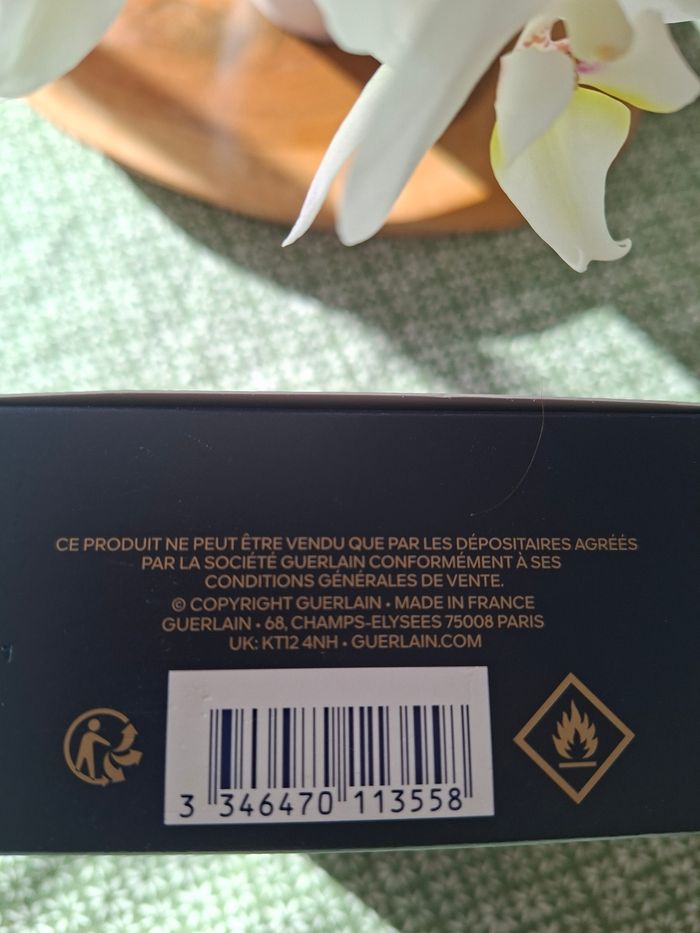 CE PRODUIT NE PEUT ÊTRE VENDU QUE PAR LES DÉPOSITAIRES AGRÉÉS
PAR LA SOCIÉTÉ GUERLAIN CONFORMÉMENT À SES
CONDITIONS GÉNÉRALES DE VENTE.
© COPYRIGHT GUERLAIN • MADE IN FRANCE
GUERLAIN • 68, CHAMPS-ELYSEES 75008 PARIS
UK: KT12 4NH • GUERLAIN.COM
3 346470 113558